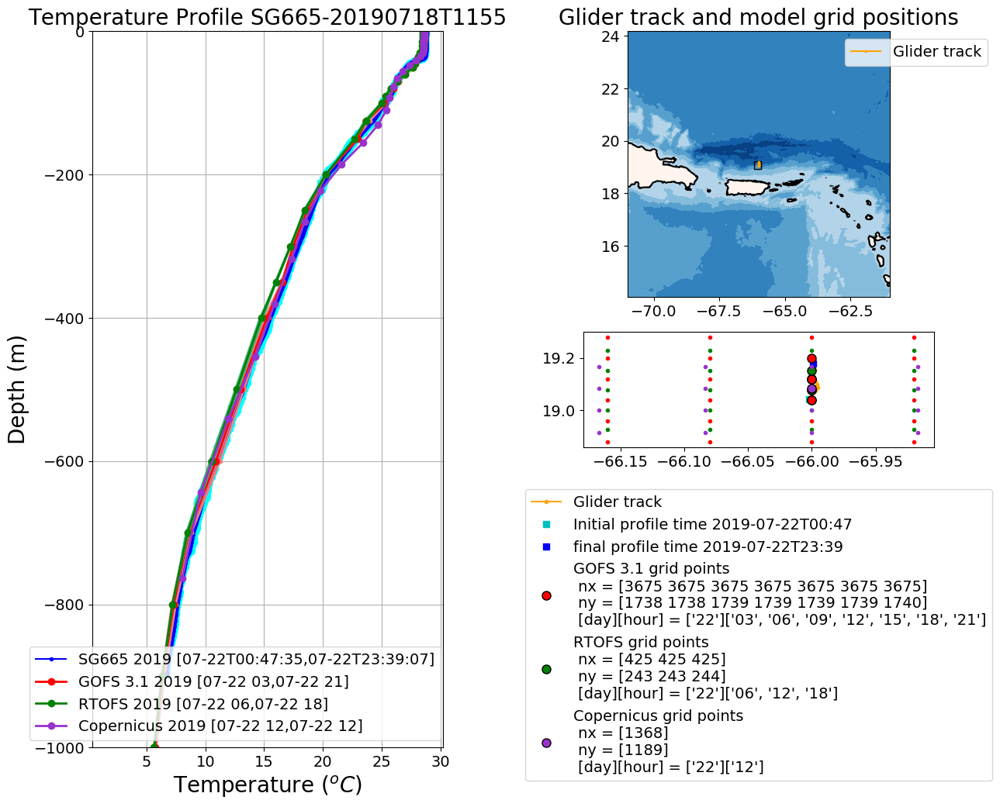 Temperature Profile SG665-20190718T1155
0
−200
−400
−600
−800
−1000
Depth (m)
5
10
15
20
25
30
Temperature (°C)
SG665 2019 [07-22T00:47:35,07-22T23:39:07]
GOFS 3.1 2019 [07-22 03,07-22 21]
RTOFS 2019 [07-22 06,07-22 18]
Copernicus 2019 [07-22 12,07-22 12]
Glider track and model grid positions
Glider track
24
22
20
18
16
−70.0
−67.5
−65.0
−62.5
19.2
19.0
−66.15
−66.10
−66.05
−66.00
−65.95
Glider track
Initial profile time 2019-07-22T00:47
final profile time 2019-07-22T23:39
GOFS 3.1 grid points
nx = [3675 3675 3675 3675 3675 3675 3675]
ny = [1738 1738 1739 1739 1739 1739 1740]
[day][hour] = ['22']['03', '06', '09', '12', '15', '18', '21']
RTOFS grid points
nx = [425 425 425]
ny = [243 243 244]
[day][hour] = ['22']['06', '12', '18']
Copernicus grid points
nx = [1368]
ny = [1189]
[day][hour] = ['22']['12']